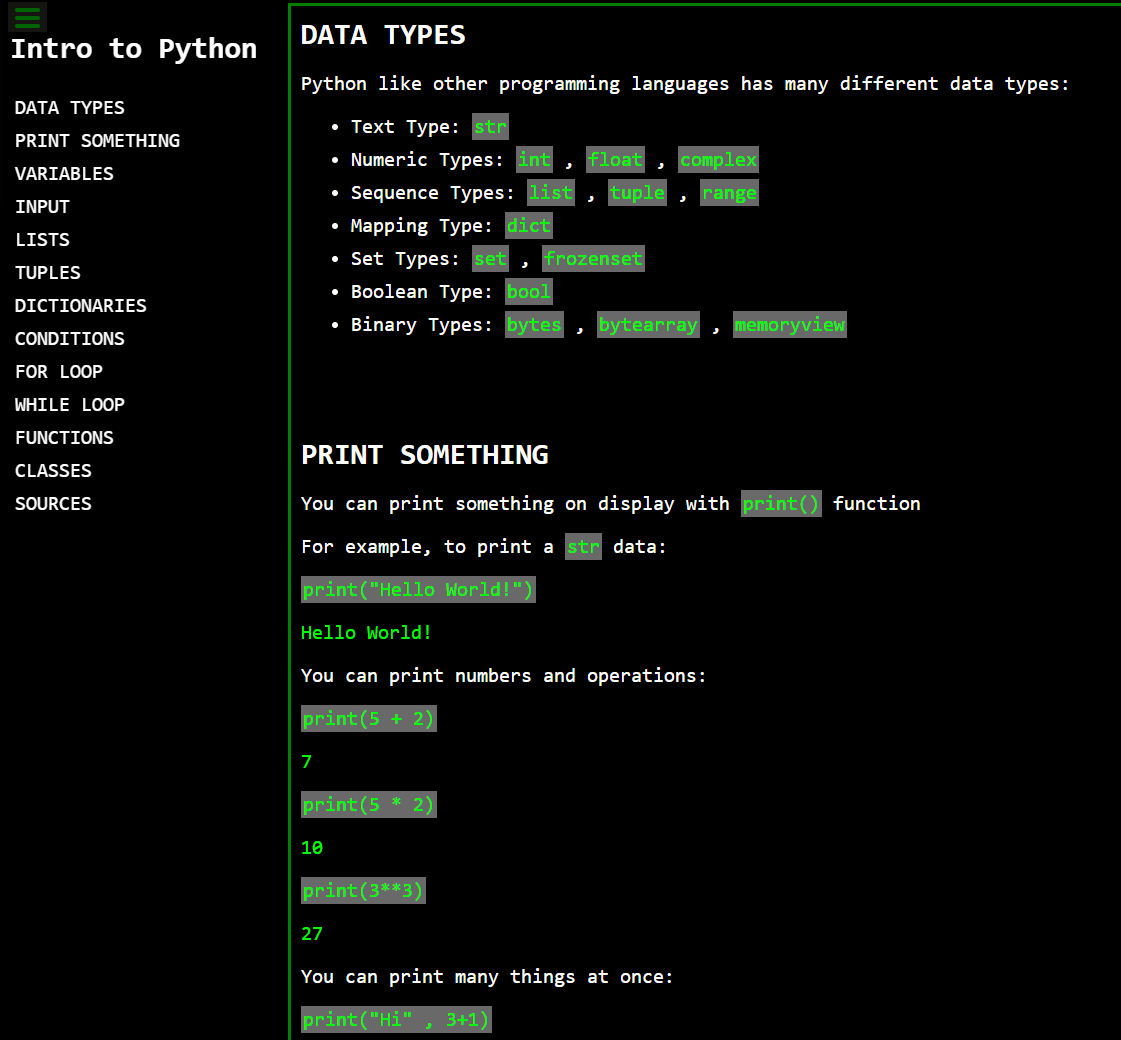 Intro to Python
DATA TYPES
PRINT SOMETHING
VARIABLES
INPUT
LISTS
TUPLES
DICTIONARIES
CONDITIONS
FOR LOOP
WHILE LOOP
FUNCTIONS
CLASSES
SOURCES
DATA TYPES
Python like other programming languages has many different data types:
• Text Type: str
• Numeric Types: int , float , complex
• Sequence Types: list , tuple , range
• Mapping Type: dict
• Set Types: set , frozenset
• Boolean Type: bool
• Binary Types: bytes , bytearray , memoryview
PRINT SOMETHING
You can print something on display with print() function
For example, to print a str data:
print("Hello World!")
Hello World!
You can print numbers and operations:
print(5 + 2)
7
print(5 * 2)
10
print(3**3)
27
You can print many things at once:
print("Hi" , 3+1)